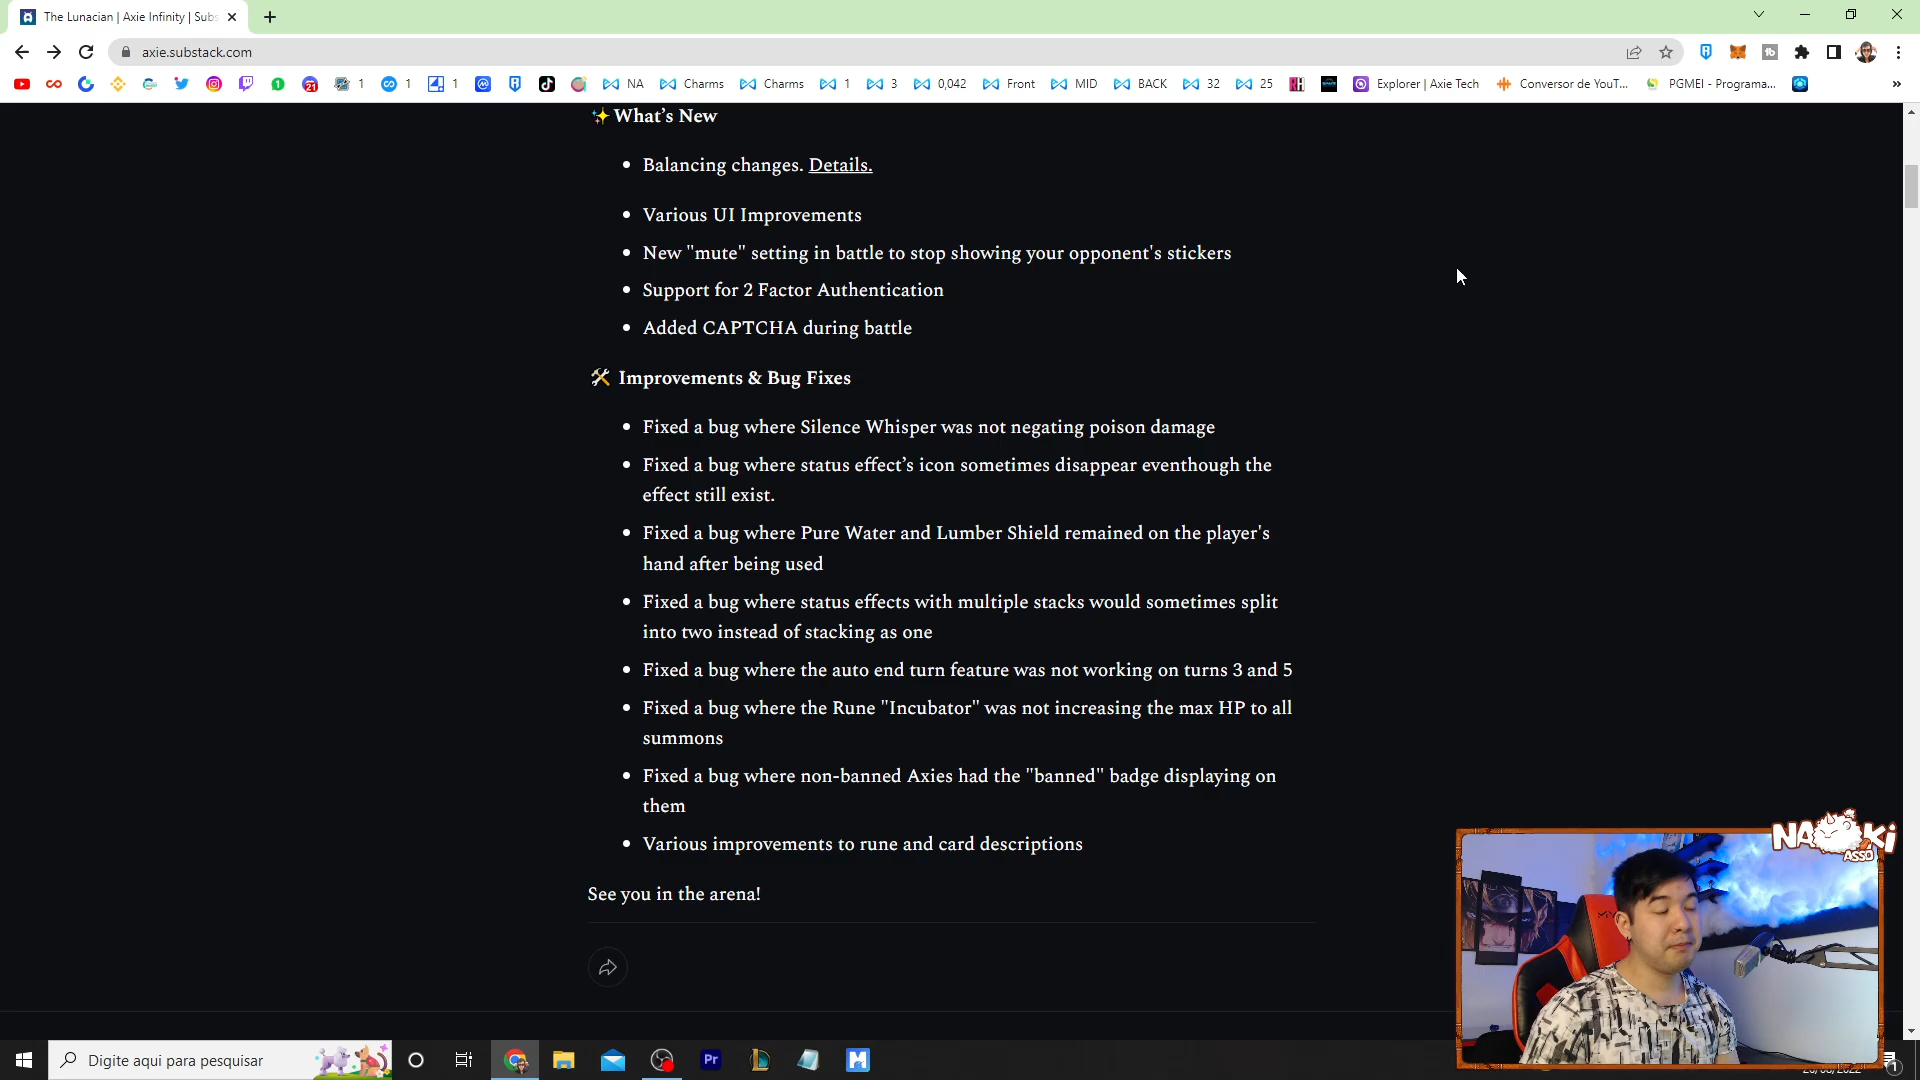 The Lunacian | Axie Infinity | Subs
axie.substack.com
1
1
1
NA
Charms
Charms
1
3
0,042
Front
MID
BACK
32
25
Explorer | Axie Tech
Conversor de YouT...
PGMEI - Programa...
✨What's New
• Balancing changes. Details.
• Various UI Improvements
• New "mute" setting in battle to stop showing your opponent's stickers
• Support for 2 Factor Authentication
• Added CAPTCHA during battle
🛠 Improvements & Bug Fixes
• Fixed a bug where Silence Whisper was not negating poison damage
• Fixed a bug where status effect’s icon sometimes disappear eventhough the
effect still exist.
• Fixed a bug where Pure Water and Lumber Shield remained on the player's
hand after being used
• Fixed a bug where status effects with multiple stacks would sometimes split
into two instead of stacking as one
• Fixed a bug where the auto end turn feature was not working on turns 3 and 5
• Fixed a bug where the Rune "Incubator" was not increasing the max HP to all
summons
• Fixed a bug where non-banned Axies had the "banned" badge displaying on
them
• Various improvements to rune and card descriptions
See you in the arena!
NAOKI
ASSO
Digite aqui para pesquisar
Pr